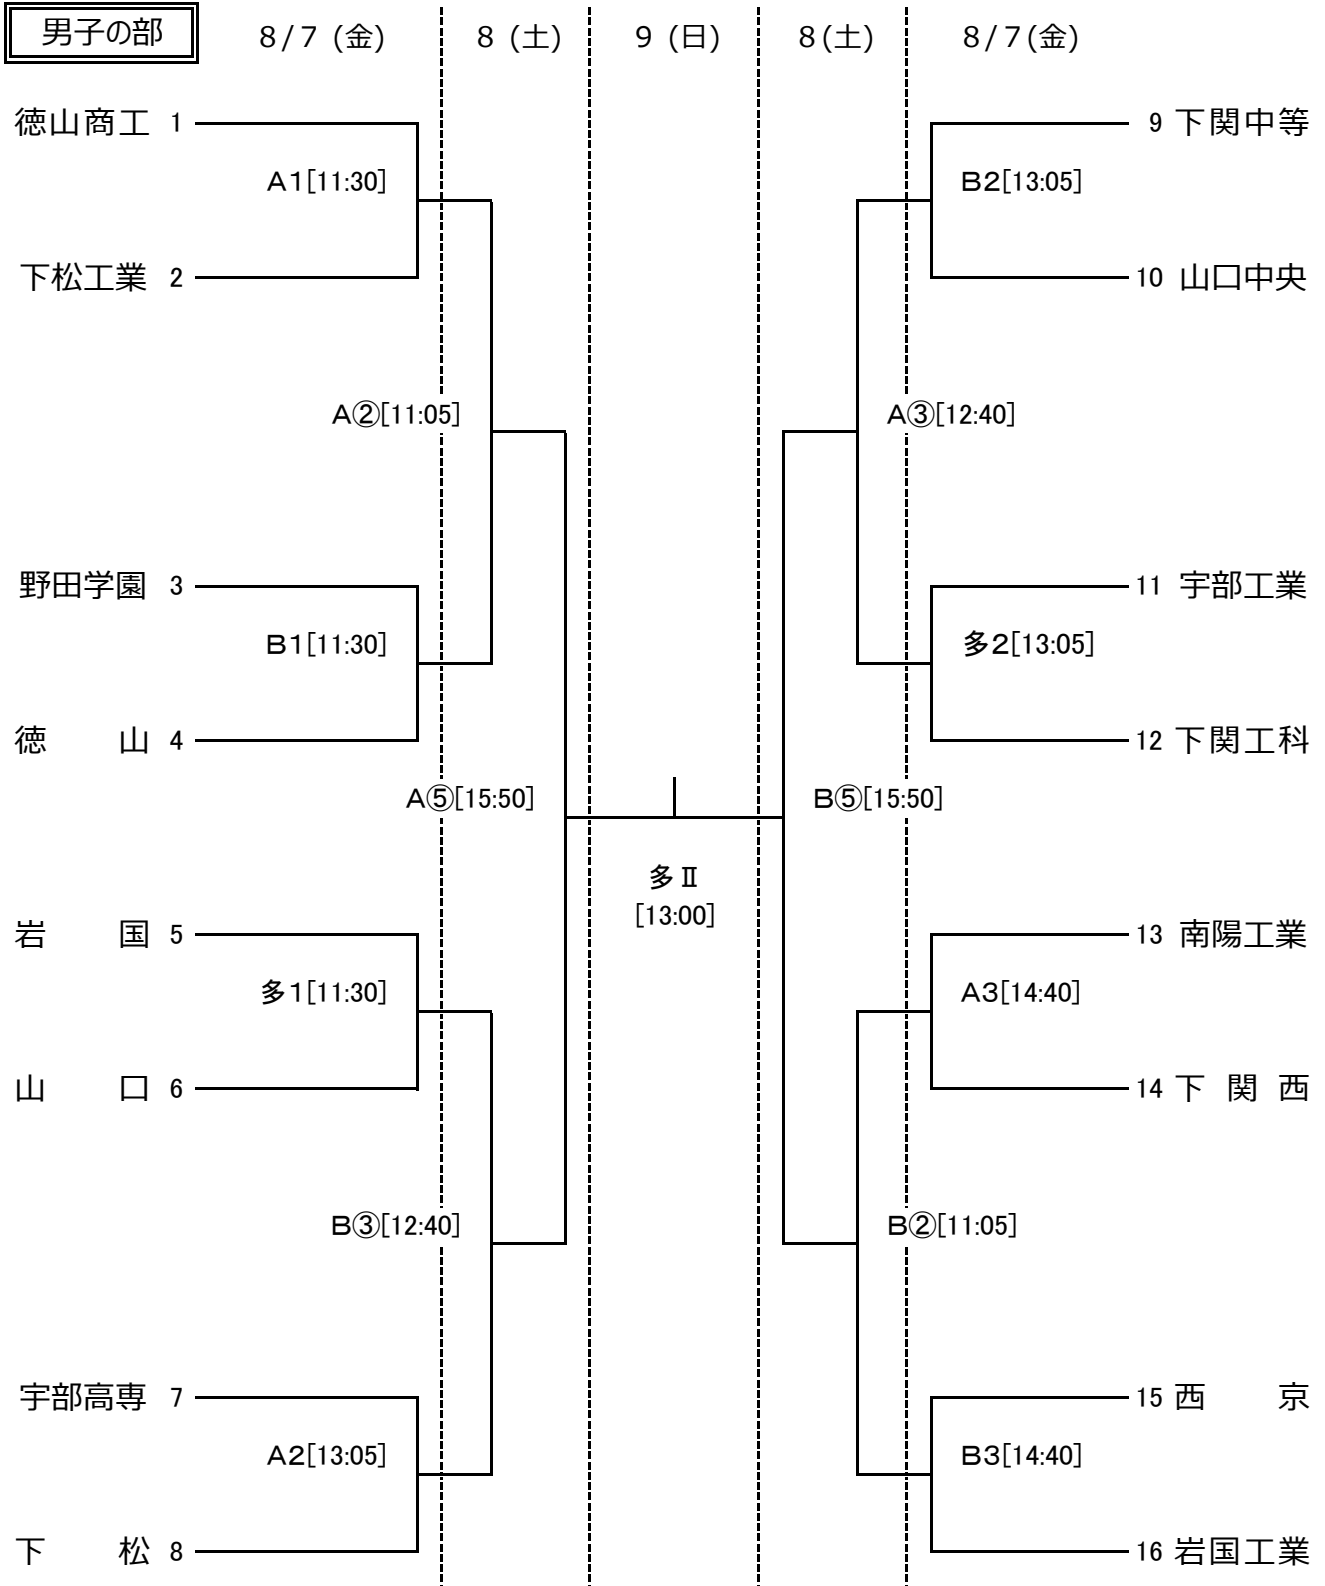 男子の部 8/7 (金) 8 (土) 9 (日) 8(土) 8/7(金)
徳山商工 1 9 下関中等
A1[11:30] B2[13:05]
下松工業 2 10 山口中央
A②[11:05] A③[12:40]
野田学園 3 11 宇部工業
B1[11:30] 多2[13:05]
徳山 4 12 下関工科
A⑤[15:50] B⑤[15:50]
多Ⅱ
[13:00]
岩国 5 13 南陽工業
多1[11:30] A3[14:40]
山口 6 14 下関西
B③[12:40] B②[11:05]
宇部高専 7 15 西京
A2[13:05] B3[14:40]
下松 8 16 岩国工業